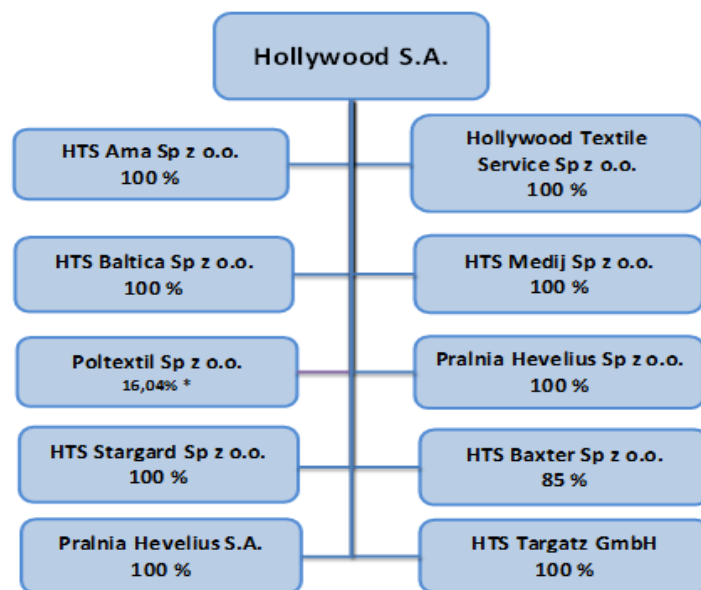 Hollywood S.A.
HTS Ama Sp z o.o.
100 %
Hollywood Textile
Service Sp z o.o.
100 %
HTS Baltica Sp z o.o.
100 %
HTS Medij Sp z o.o.
100 %
Poltextil Sp z o.o.
16,04% *
Pralnia Hevelius Sp z o.o.
100 %
HTS Stargard Sp z o.o.
100 %
HTS Baxter Sp z o.o.
85 %
Pralnia Hevelius S.A.
100 %
HTS Targatz GmbH
100 %